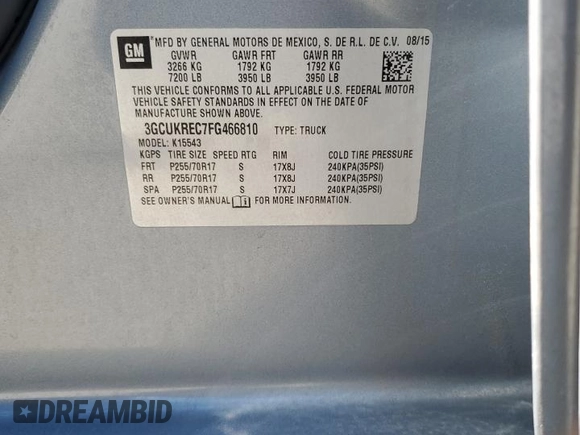 GM
MFD BY GENERAL MOTORS DE MEXICO, S. DE R.L. DE C.V. 08/15
GVWR GAWR FRT GAWR RR
3266 KG 1792 KG 1792 KG
7200 LB 3950 LB 3950 LB
THIS VEHICLE CONFORMS TO ALL APPLICABLE U.S. FEDERAL MOTOR
VEHICLE SAFETY STANDARDS IN EFFECT ON THE DATE OF
MANUFACTURE SHOWN ABOVE.
3GCUKREC7FG466810 TYPE: TRUCK
MODEL: K15543
KGPS TIRE SIZE SPEED RTG RIM COLD TIRE PRESSURE
FRT P255/70R17 S 17X8J 240KPA(35PSI)
RR P255/70R17 S 17X8J 240KPA(35PSI)
SPA P255/70R17 S 17X7J 240KPA(35PSI)
SEE OWNER'S MANUAL FOR MORE INFORMATION.
DREAMBID